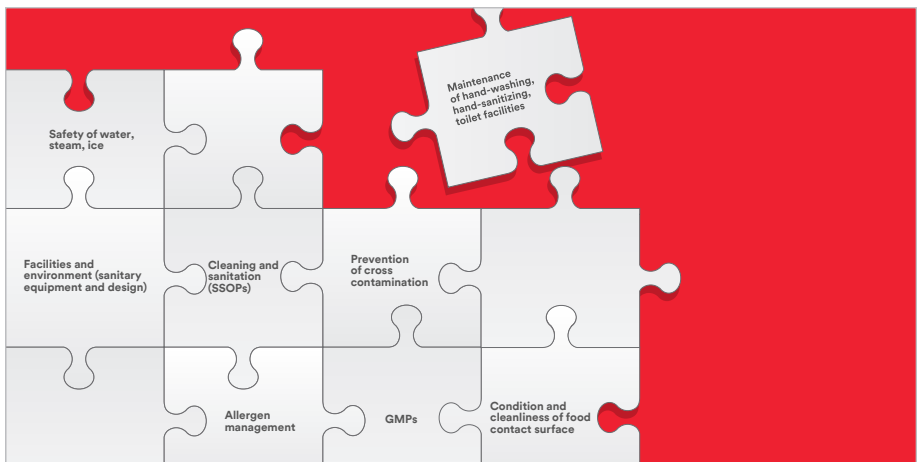 Maintenance
of hand-washing,
hand-sanitizing,
toilet facilities
Safety of water,
steam, ice
Facilities and
environment (sanitary
equipment and design)
Cleaning and
sanitation
(SSOPs)
Prevention
of cross
contamination
Allergen
management
GMPs
Condition and
cleanliness of food
contact surface